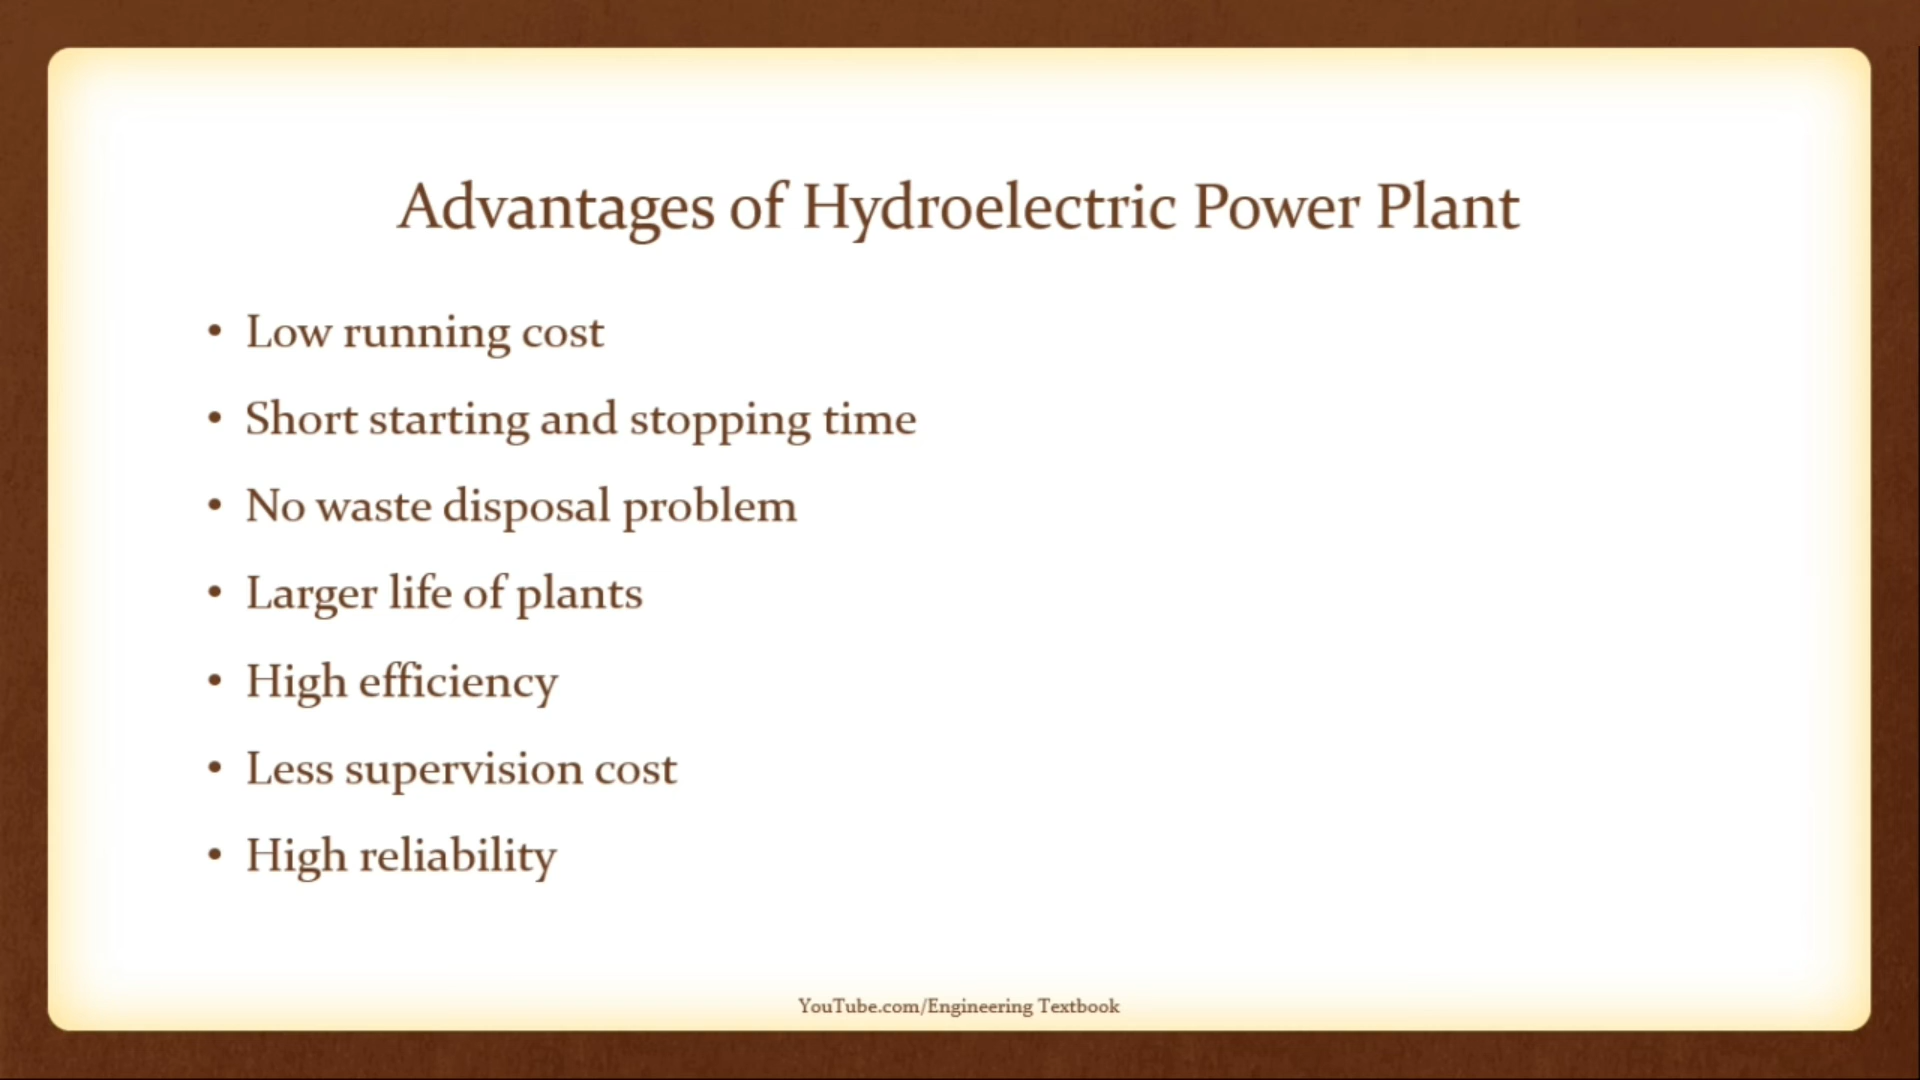 Advantages of Hydroelectric Power Plant
• Low running cost
• Short starting and stopping time
• No waste disposal problem
• Larger life of plants
• High efficiency
• Less supervision cost
• High reliability
YouTube.com/Engineering Textbook